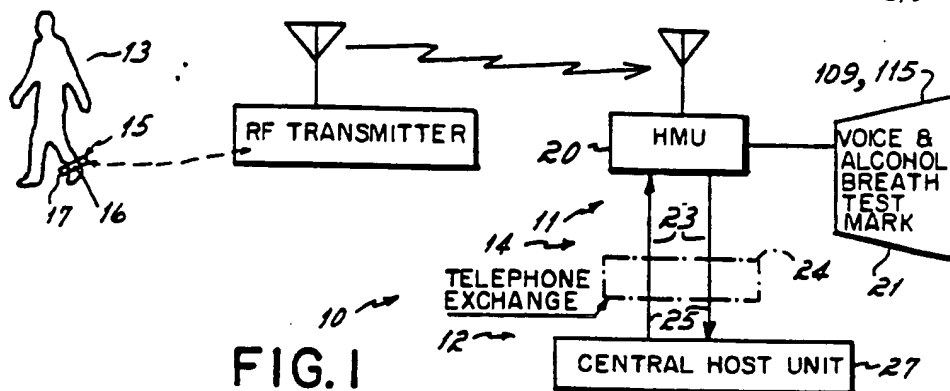 13
109, 115
RF TRANSMITTER
15
20
HMU
VOICE &
ALCOHOL
BREATH
TEST
MARK
17
16
11
23
14
24
21
TELEPHONE
EXCHANGE
25
10
12
FIG. 1
CENTRAL HOST UNIT
27